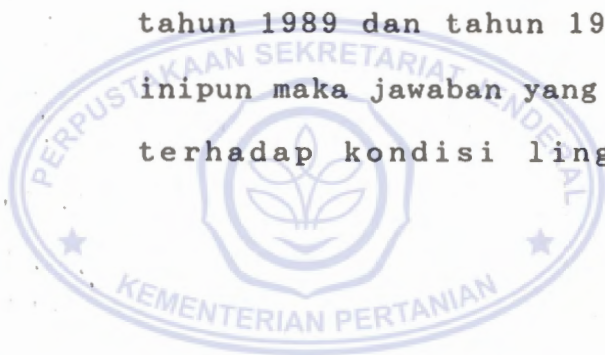 tahun 1989 dan tahun 19
inipun maka jawaban yang
terhadap kondisi ling
PERPUSTAKAAN SEKRETARIAT JENDERAL
KEMENTERIAN PERTANIAN